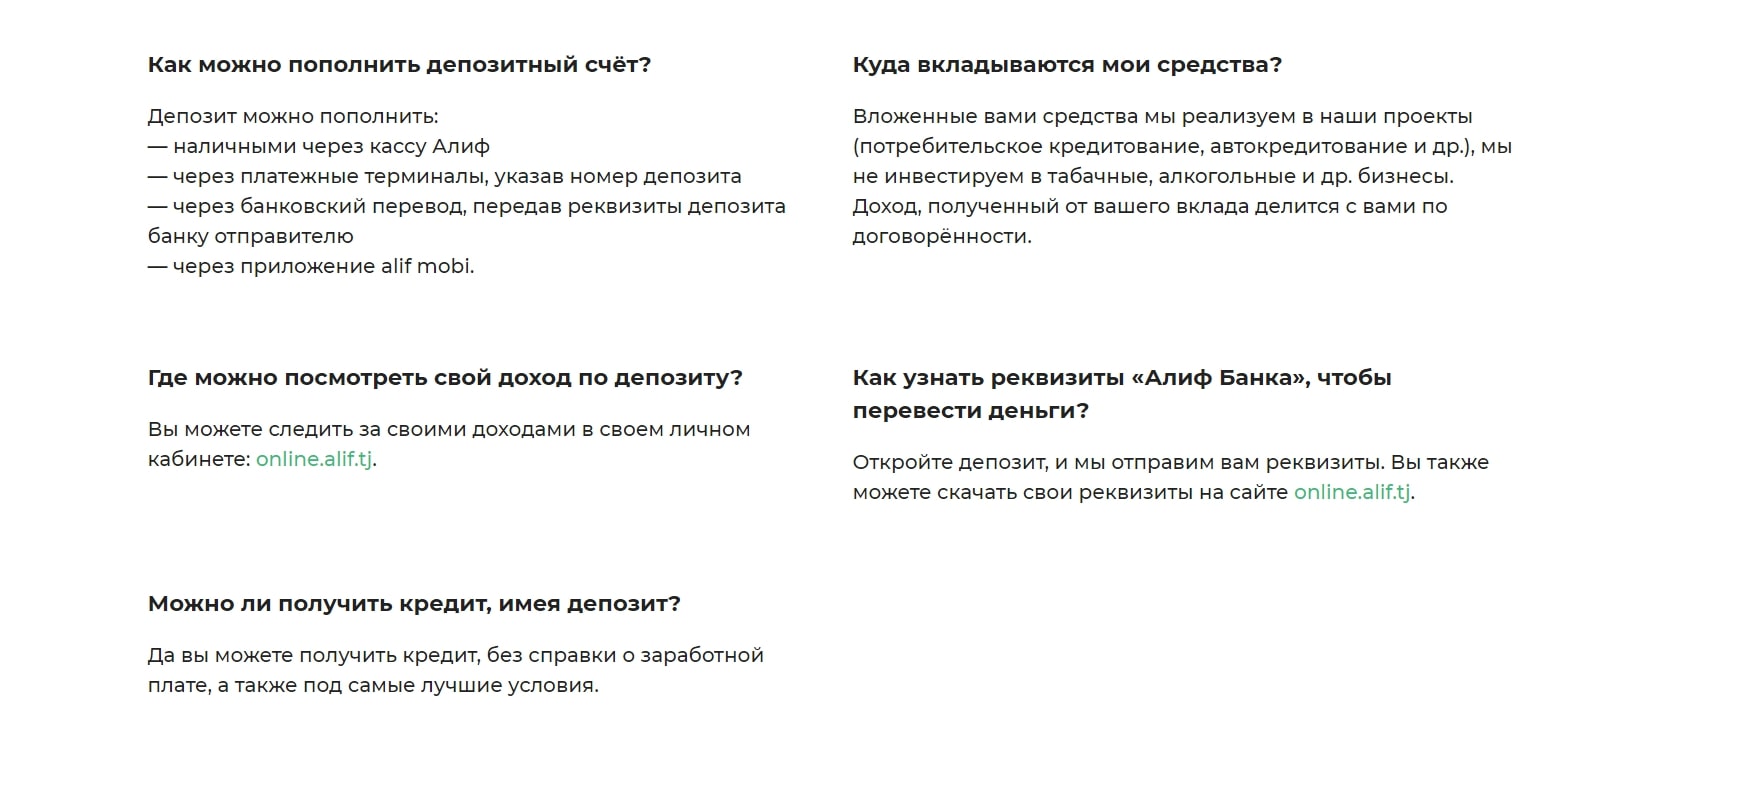 Как можно пополнить депозитный счёт?
Депозит можно пополнить:
— наличными через кассу Алиф
— через платежные терминалы, указав номер депозита
— через банковский перевод, передав реквизиты депозита
банку отправителю
— через приложение alif mobi.
Куда вкладываются мои средства?
Вложенные вами средства мы реализуем в наши проекты
(потребительское кредитование, автокредитование и др.), мы
не инвестируем в табачные, алкогольные и др. бизнесы.
Доход, полученный от вашего вклада делится с вами по
договорённости.
Где можно посмотреть свой доход по депозиту?
Вы можете следить за своими доходами в своем личном
кабинете: online.alif.tj.
Как узнать реквизиты «Алиф Банка», чтобы
перевести деньги?
Откройте депозит, и мы отправим вам реквизиты. Вы также
можете скачать свои реквизиты на сайте online.alif.tj.
Можно ли получить кредит, имея депозит?
Да вы можете получить кредит, без справки о заработной
плате, а также под самые лучшие условия.